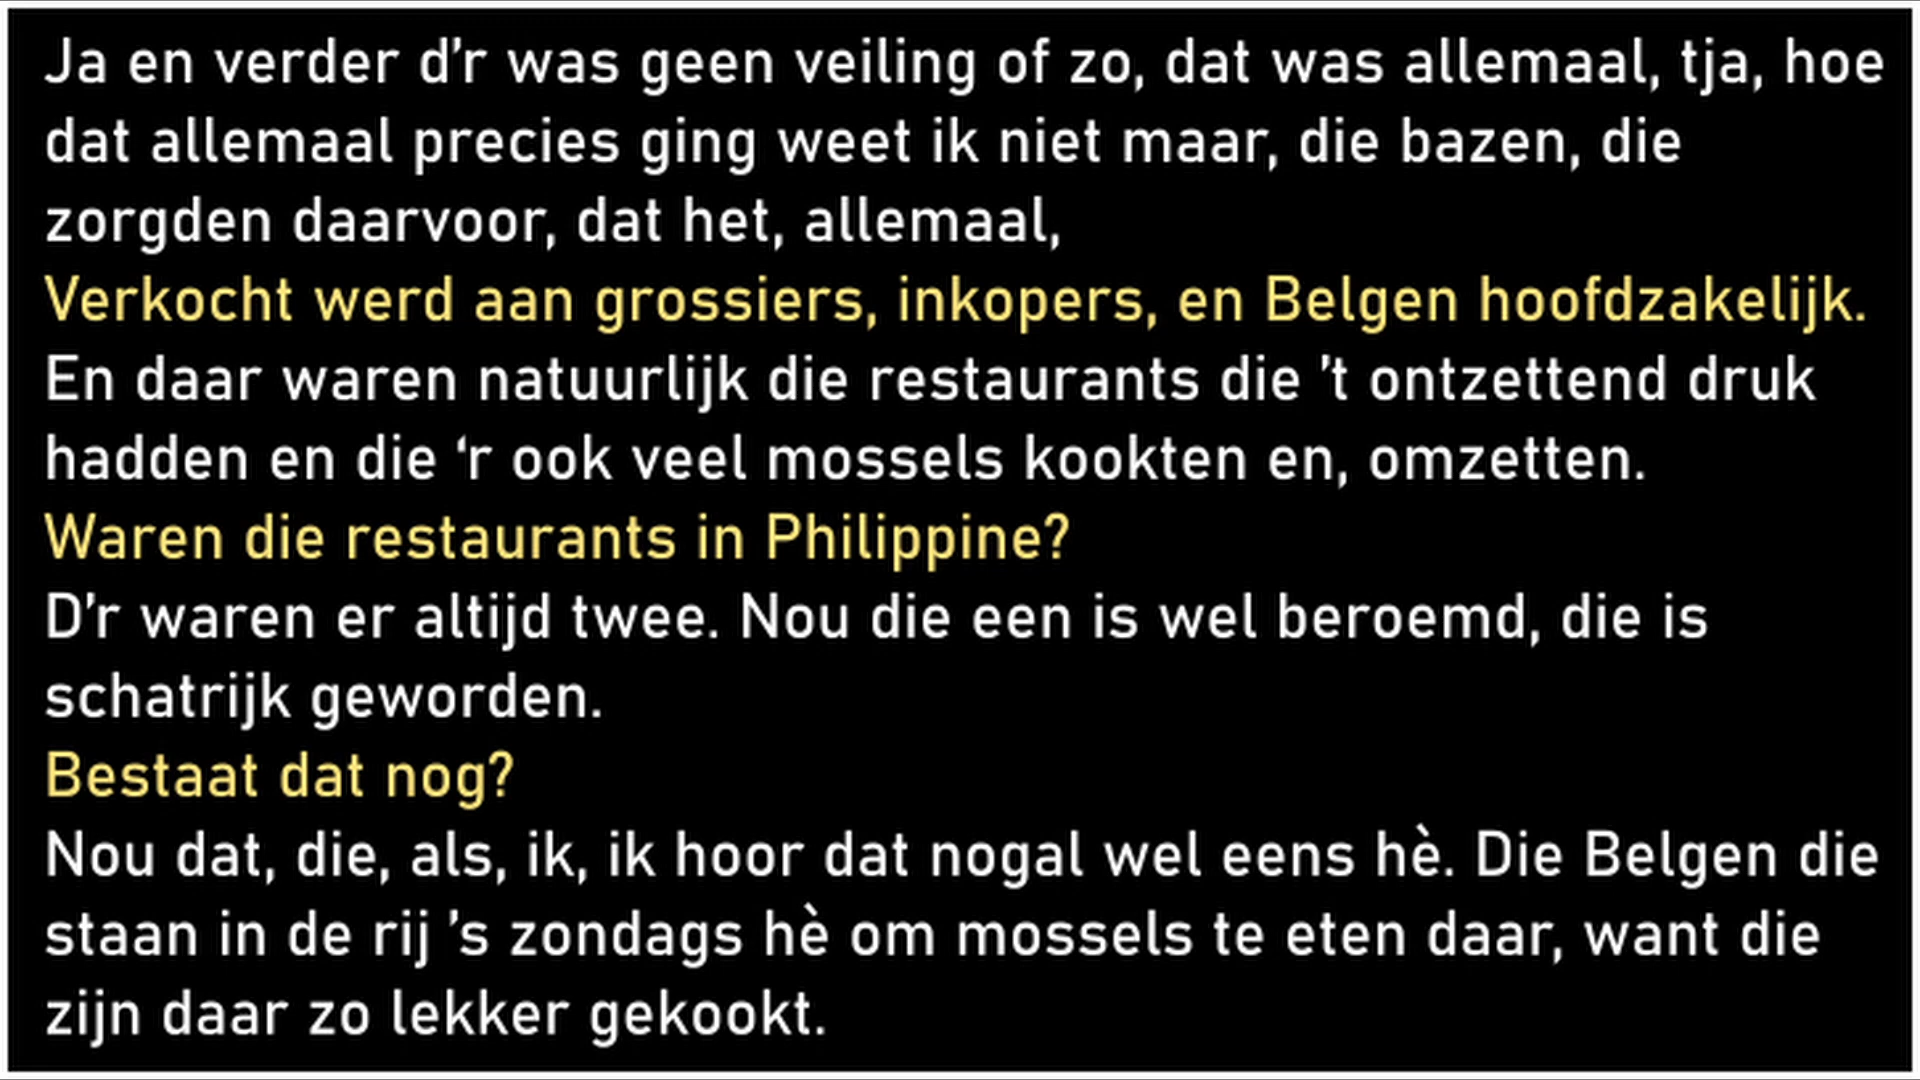 Ja en verder d’r was geen veiling of zo, dat was allemaal, tja, hoe
dat allemaal precies ging weet ik niet maar, die bazen, die
zorgden daarvoor, dat het, allemaal,
Verkocht werd aan grossiers, inkopers, en Belgen hoofdzakelijk.
En daar waren natuurlijk die restaurants die ’t ontzettend druk
hadden en die ‘r ook veel mossels kookten en, omzetten.
Waren die restaurants in Philippine?
D’r waren er altijd twee. Nou die een is wel beroemd, die is
schatrijk geworden.
Bestaat dat nog?
Nou dat, die, als, ik, ik hoor dat nogal wel eens hè. Die Belgen die
staan in de rij ’s zondags hè om mossels te eten daar, want die
zijn daar zo lekker gekookt.